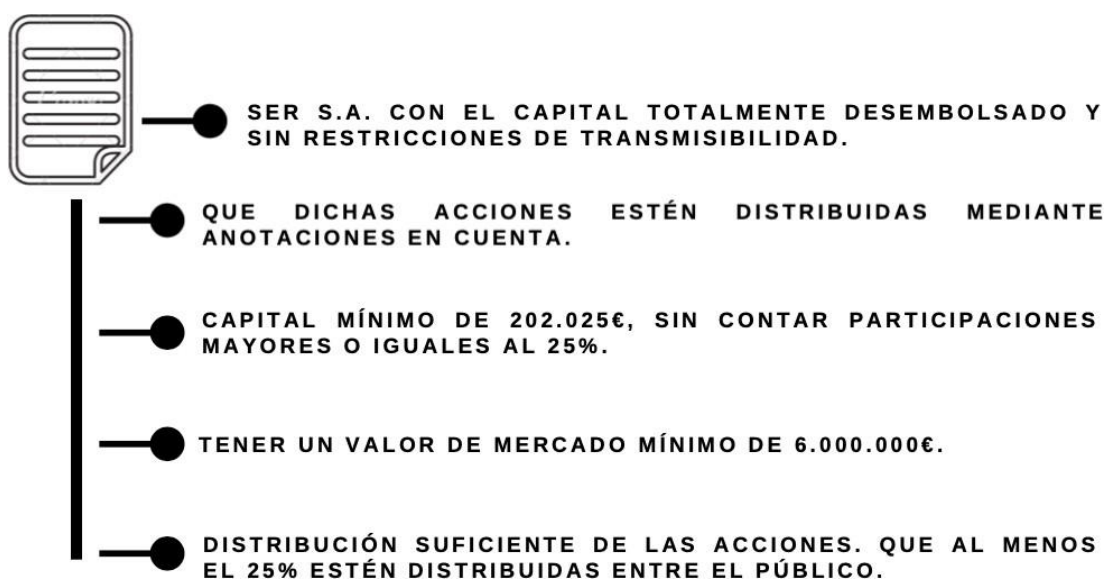 SER S.A. CON EL CAPITAL TOTALMENTE DESEMBOLSADO Y
SIN RESTRICCIONES DE TRANSMISIBILIDAD.
QUE DICHAS ACCIONES ESTÉN DISTRIBUIDAS MEDIANTE
ANOTACIONES EN CUENTA.
CAPITAL MÍNIMO DE 202.025€, SIN CONTAR PARTICIPACIONES
MAYORES O IGUALES AL 25%.
TENER UN VALOR DE MERCADO MÍNIMO DE 6.000.000€.
DISTRIBUCIÓN SUFICIENTE DE LAS ACCIONES. QUE AL MENOS
EL 25% ESTÉN DISTRIBUIDAS ENTRE EL PÚBLICO.